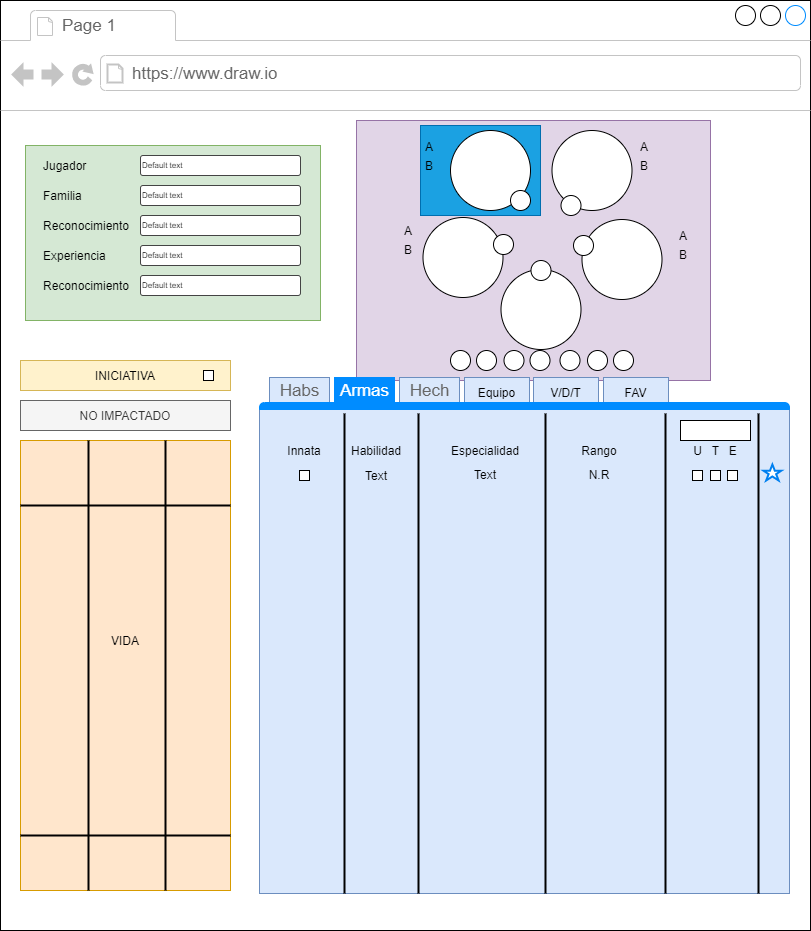 Page 1
https://www.draw.io
Jugador Default text
Familia Default text
Reconocimiento Default text
Experiencia Default text
Reconocimiento Default text
A
B
A
B
A
B
A
B
INICIATIVA
NO IMPACTADO
VIDA
Habs Armas Hech Equipo V/D/T FAV
Innata Habilidad Especialidad Rango U T E
Text Text N.R